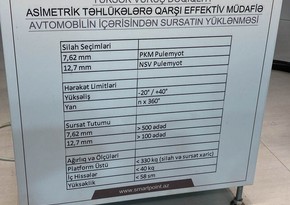 ASİMETRİK TƏHLÜKƏLƏRƏ QARŞI EFFEKTİV MÜDAFİƏ
AVTOMOBİLİN İÇƏRİSİNDƏN SURSATIN YÜKLƏNMƏSİ
Silah Seçimləri
7,62 mm PKM Pulemyot
12,7 mm NSV Pulemyot
Hərəkət Limitləri
Yüksəliş -20° / +40°
Yan n x 360°
Sursat Tutumu
7,62 mm > 500 ədəd
12,7 mm > 100 ədəd
Ağırlıq və Ölçüləri
Platform Üstü < 330 kq (silah və sursat xaric)
İç Hissələr < 40 kq
Yüksəklik < 58 sm
www.smartpoint.az